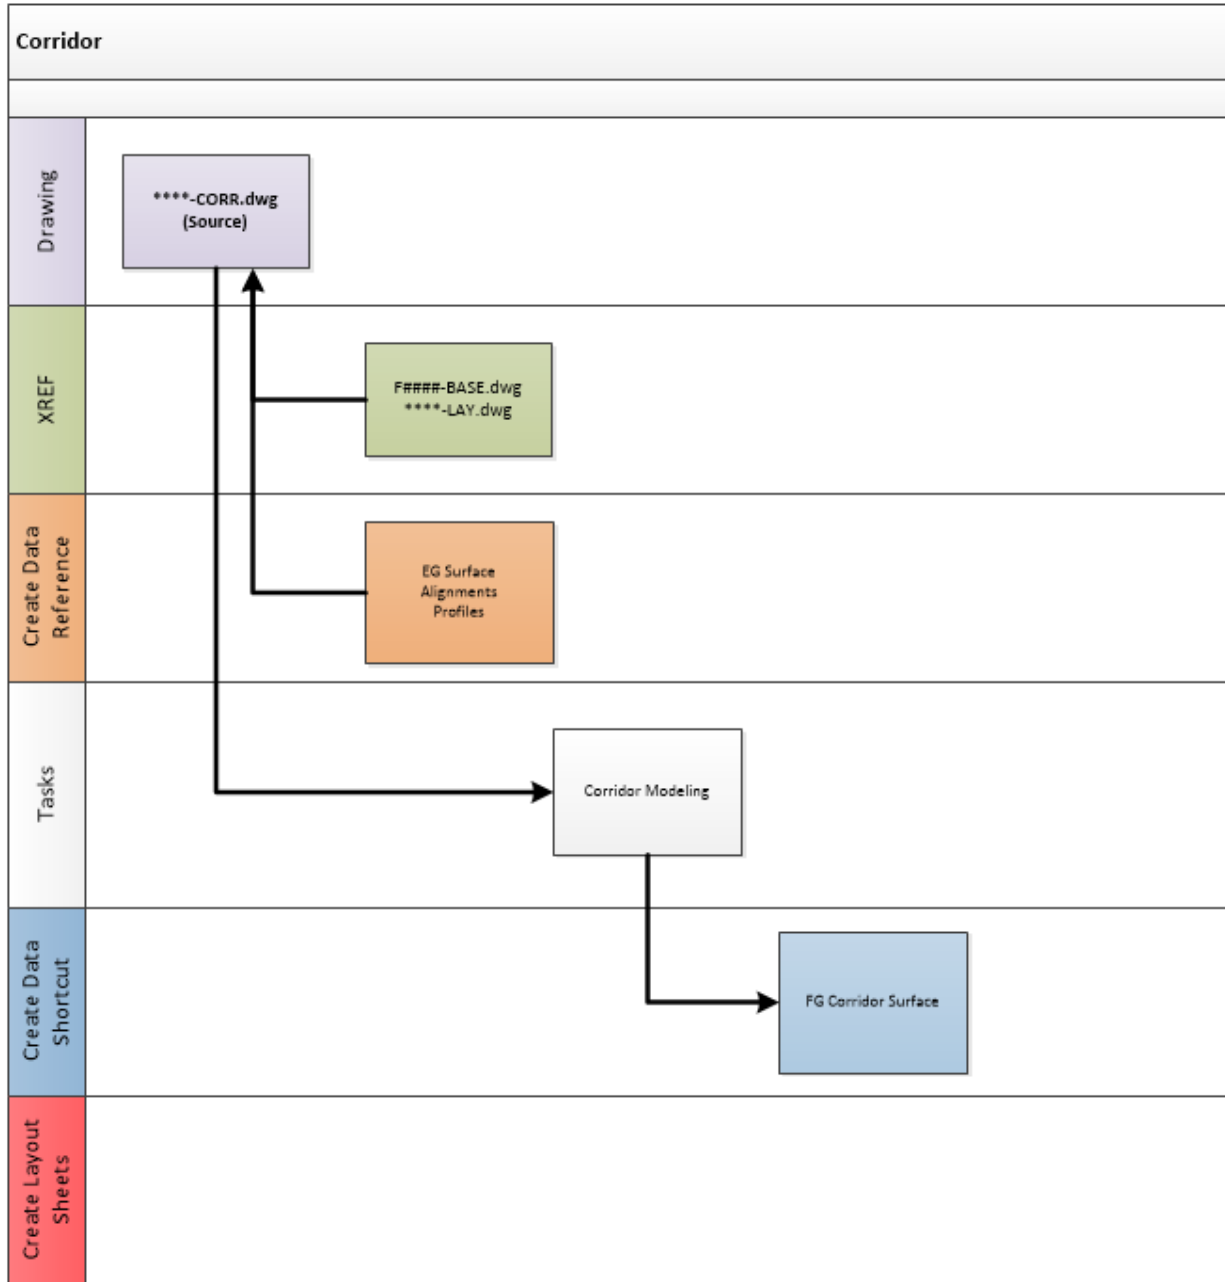 Corridor
Drawing
****-CORR.dwg
(Source)
XREF
F####-BASE.dwg
****-LAY.dwg
Create Data
Reference
EG Surface
Alignments
Profiles
Tasks
Corridor Modeling
Create Data
Shortcut
FG Corridor Surface
Create Layout
Sheets